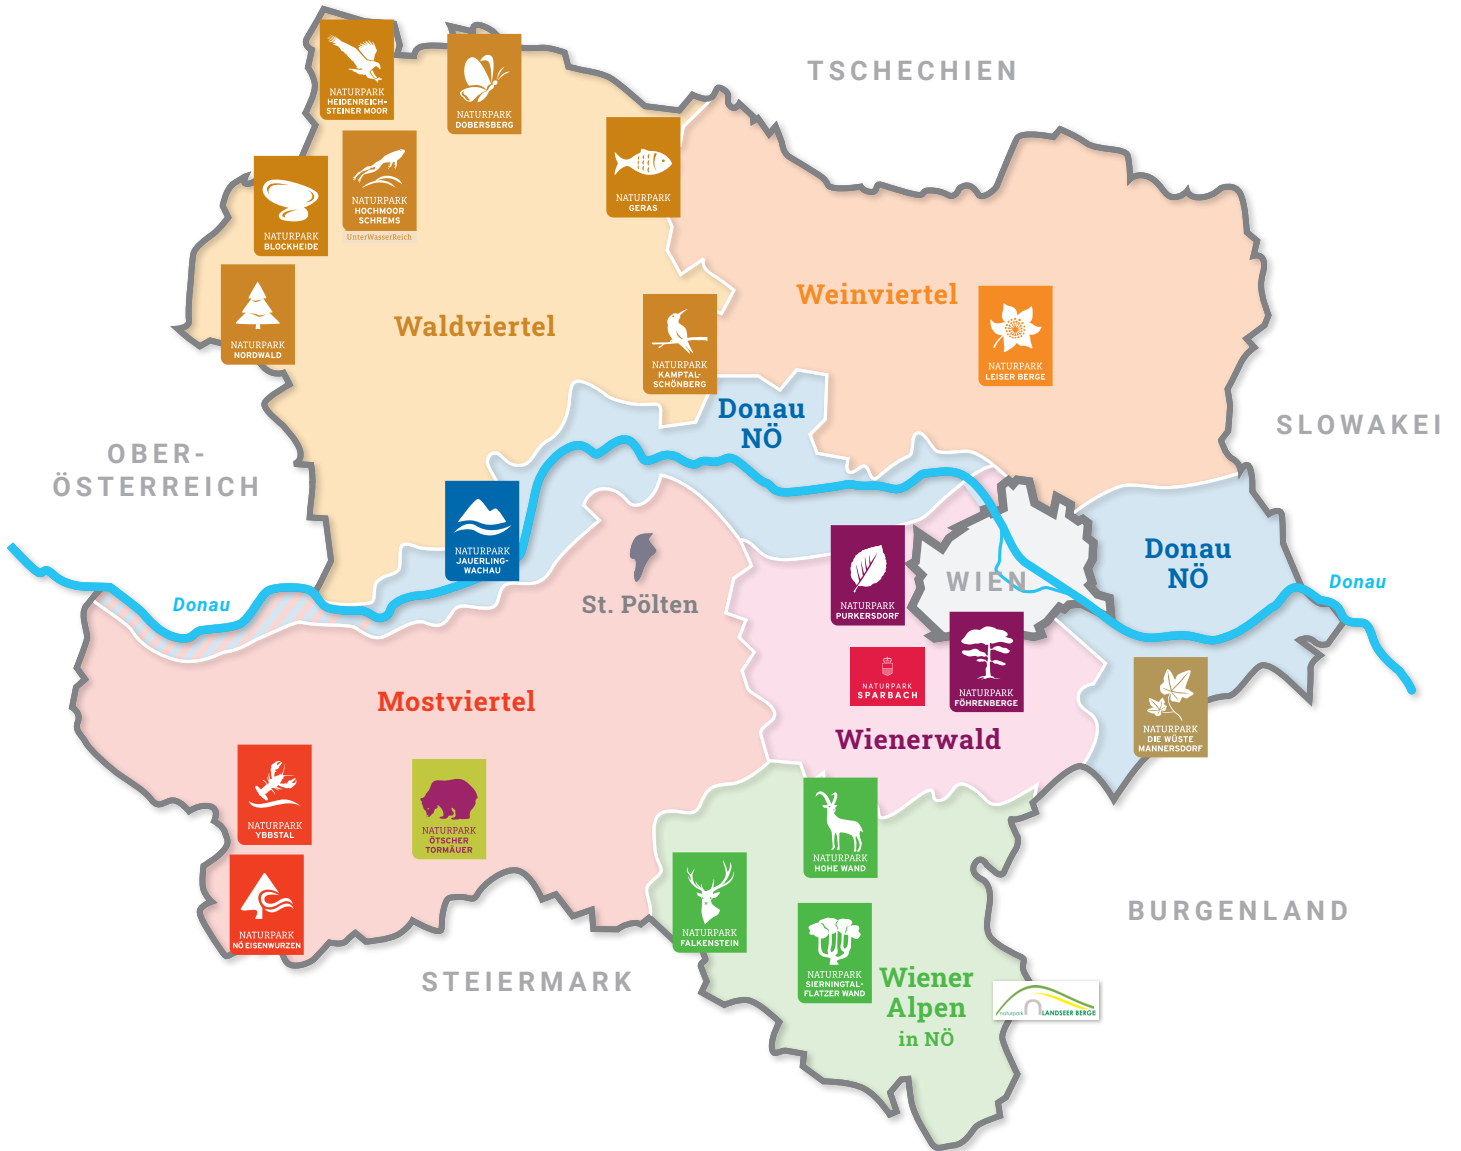 TSCHECHIEN
NATURPARK
HEIDENREICH-
STEINER MOOR
NATURPARK
DOBERSBERG
NATURPARK
GERAS
NATURPARK
HOCHMOOR
SCHREMS
UnterWasserReich
NATURPARK
BLOCKHEIDE
NATURPARK
NORDWALD
Waldviertel
NATURPARK
KAMPTAL-
SCHÖNBERG
Weinviertel
NATURPARK
LEISER BERGE
Donau
NÖ
SLOWAKEI
OBER-
ÖSTERREICH
NATURPARK
JAUERLING-
WACHAU
Donau
St. Pölten
NATURPARK
PURKERSDORF
WIEN
Donau
NÖ
Donau
NATURPARK
SPARBACH
NATURPARK
FÖHRENBERGE
Wienerwald
NATURPARK
DIE WÜSTE
MANNERSDORF
Mostviertel
NATURPARK
YBBSTAL
NATURPARK
ÖTSCHER
TORMÄUER
NATURPARK
NÖ EISENWURZEN
NATURPARK
HOHE WAND
NATURPARK
FALKENSTEIN
NATURPARK
SIERNINGTAL-
FLATZER WAND
BURGENLAND
STEIERMARK
Wiener
Alpen
in NÖ
naturpark LANDSEER BERGE